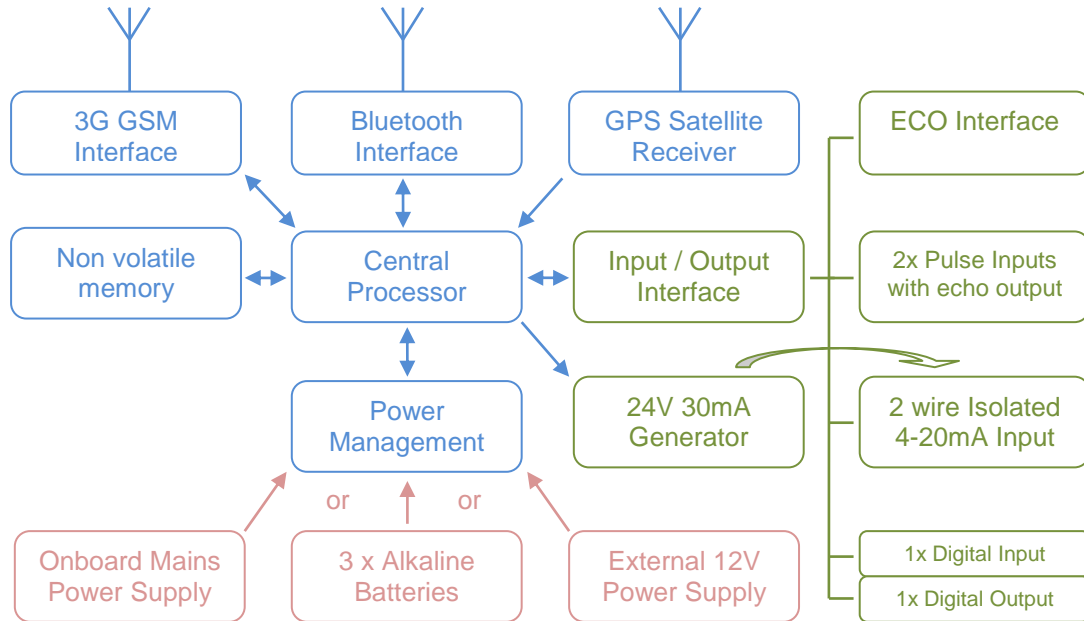 3G GSM
Interface
Bluetooth
Interface
GPS Satellite
Receiver
ECO Interface
Non volatile
memory
Central
Processor
Input / Output
Interface
2x Pulse Inputs
with echo output
Power
Management
24V 30mA
Generator
2 wire Isolated
4-20mA Input
or
or
Onboard Mains
Power Supply
3 x Alkaline
Batteries
External 12V
Power Supply
1x Digital Input
1x Digital Output